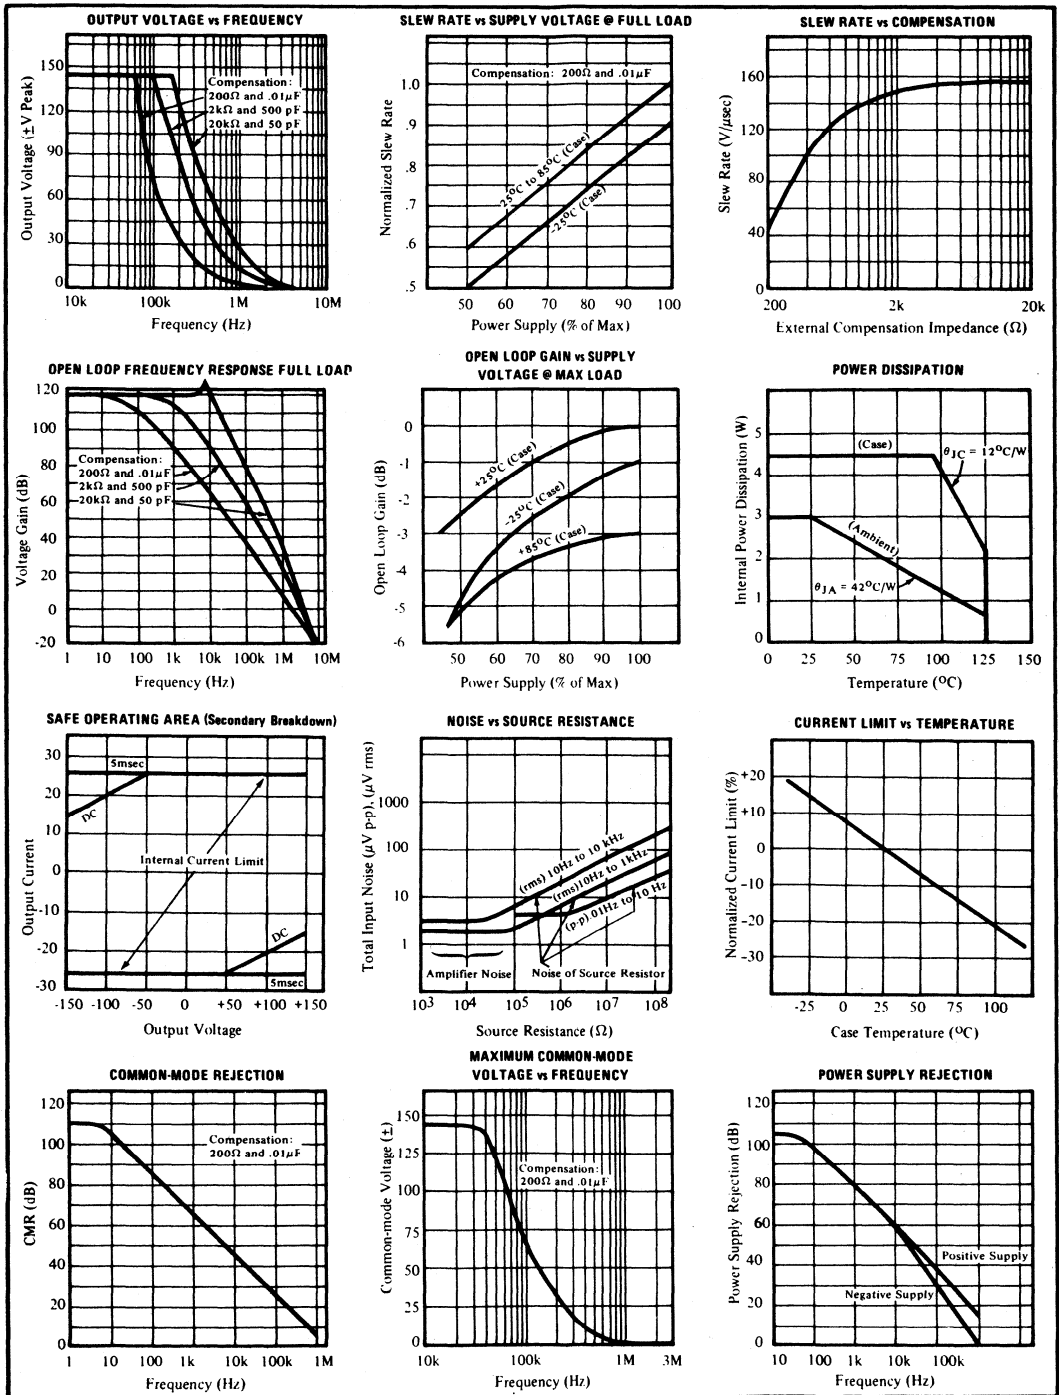 OUTPUT VOLTAGE vs FREQUENCY
Output Voltage (±V Peak)
150
120
90
60
30
0
Compensation:
200Ω and .01µF
2kΩ and 500 pF
20kΩ and 50 pF
10k 100k 1M 10M
Frequency (Hz)
SLEW RATE vs SUPPLY VOLTAGE @ FULL LOAD
Normalized Slew Rate
1.0
.9
.8
.7
.6
.5
Compensation: 200Ω and .01µF
25°C to 85°C (Case)
-25°C (Case)
50 60 70 80 90 100
Power Supply (% of Max)
SLEW RATE vs COMPENSATION
Slew Rate (V/µsec)
160
120
80
40
0
200 2k 20k
External Compensation Impedance (Ω)
OPEN LOOP FREQUENCY RESPONSE FULL LOAD
Voltage Gain (dB)
120
100
80
60
40
20
0
-20
Compensation:
200Ω and .01µF
2kΩ and 500 pF
20kΩ and 50 pF
1 10 100 1k 10k 100k 1M 10M
Frequency (Hz)
OPEN LOOP GAIN vs SUPPLY
VOLTAGE @ MAX LOAD
Open Loop Gain (dB)
0
-1
-2
-3
-4
-5
-6
+25°C (Case)
-25°C (Case)
+85°C (Case)
50 60 70 80 90 100
Power Supply (% of Max)
POWER DISSIPATION
Internal Power Dissipation (W)
5
4
3
2
1
0
(Case)
θJC = 12°C/W
(Ambient)
θJA = 42°C/W
0 25 50 75 100 125 150
Temperature (°C)
SAFE OPERATING AREA (Secondary Breakdown)
Output Current
30
20
10
0
-10
-20
-30
5msec
DC
Internal Current Limit
DC
5msec
-150 -100 -50 0 +50 +100 +150
Output Voltage
NOISE vs SOURCE RESISTANCE
Total Input Noise (µV p-p), (µV rms)
1000
100
10
1
(rms) 10Hz to 10 kHz
(rms) 10Hz to 1kHz
(p-p) .01Hz to 10 Hz
Amplifier Noise
Noise of Source Resistor
10³ 10⁴ 10⁵ 10⁶ 10⁷ 10⁸
Source Resistance (Ω)
CURRENT LIMIT vs TEMPERATURE
Normalized Current Limit (%)
+20
+10
0
-10
-20
-30
-25 0 25 50 75 100
Case Temperature (°C)
COMMON-MODE REJECTION
CMR (dB)
120
100
80
60
40
20
0
Compensation:
200Ω and .01µF
1 10 100 1k 10k 100k 1M
Frequency (Hz)
MAXIMUM COMMON-MODE
VOLTAGE vs FREQUENCY
Common-mode Voltage (±)
150
125
100
75
50
25
0
Compensation:
200Ω and .01µF
10k 100k 1M 3M
Frequency (Hz)
POWER SUPPLY REJECTION
Power Supply Rejection (dB)
120
100
80
60
40
20
0
Positive Supply
Negative Supply
10 100 1k 10k 100k
Frequency (Hz)